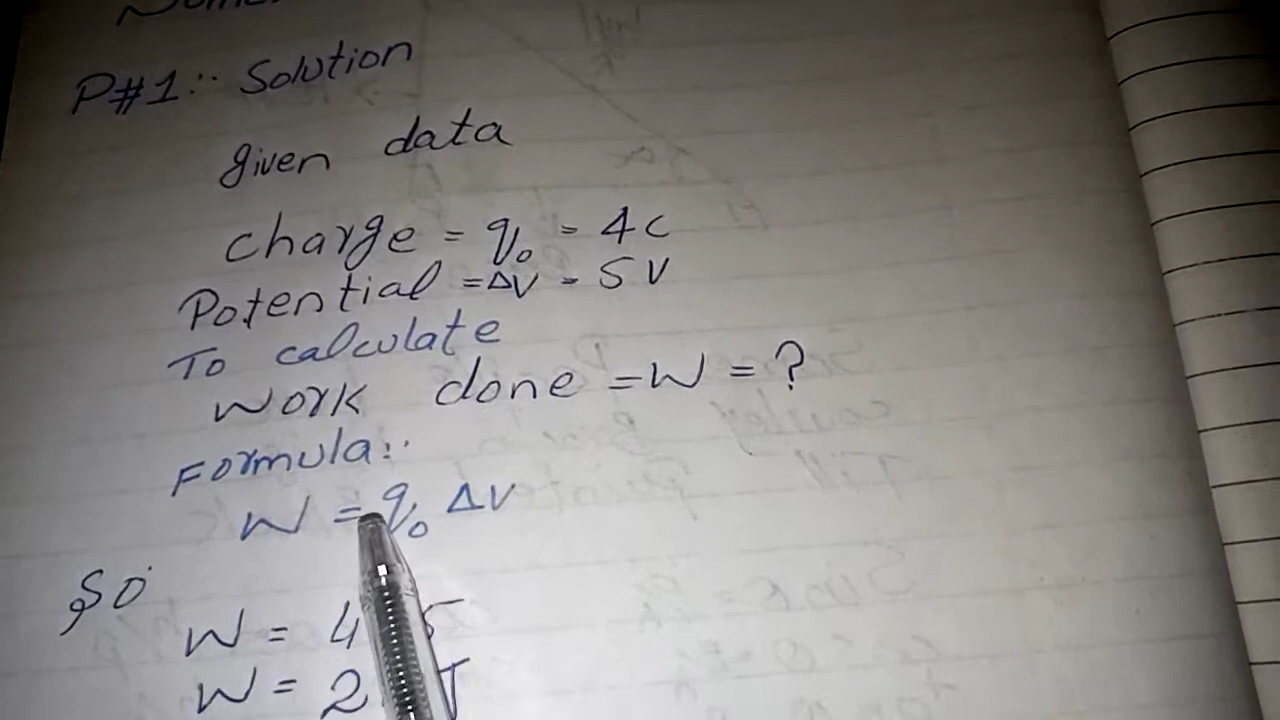 P#1:· Solution
given data
charge = q₀ = 4c
Potential = ΔV = 5V
To calculate
work done = W = ?
Formula:·
W = q₀ ΔV
So
W = 4 5
W = 2 J